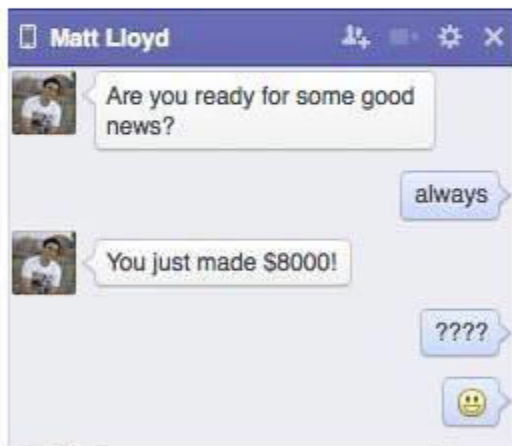 Matt Lloyd
Are you ready for some good
news?
always
You just made $8000!
????